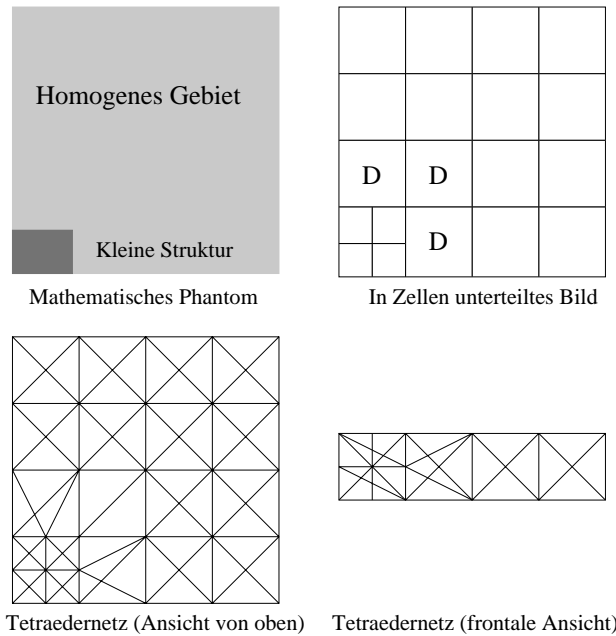 Homogenes Gebiet
Kleine Struktur
Mathematisches Phantom
D D
D
In Zellen unterteiltes Bild
Tetraedernetz (Ansicht von oben)
Tetraedernetz (frontale Ansicht)